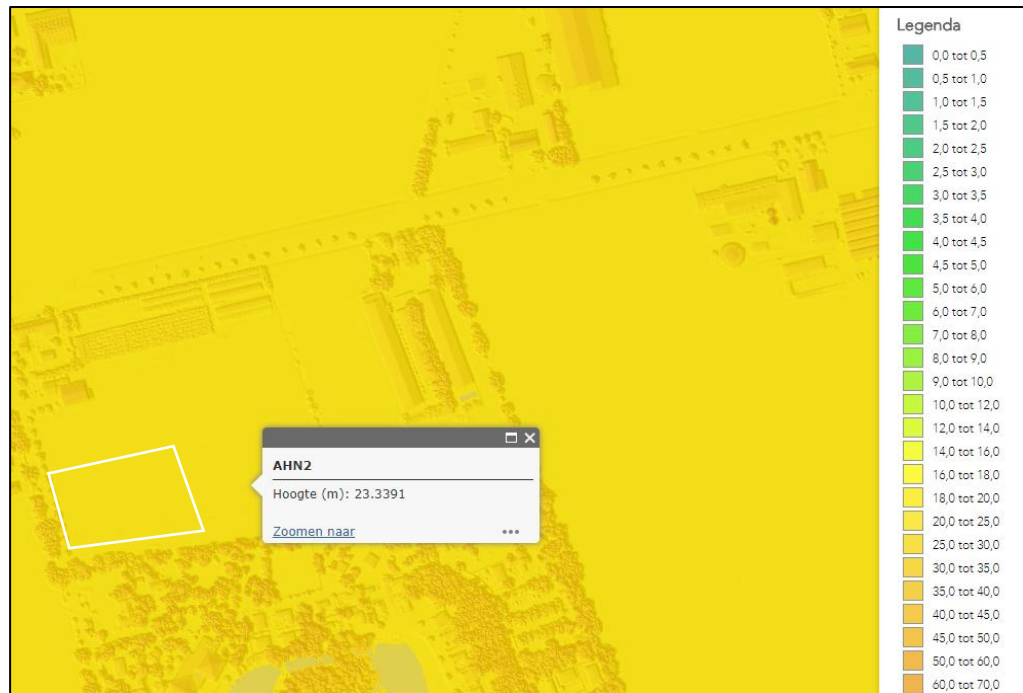 Legenda
0,0 tot 0,5
0,5 tot 1,0
1,0 tot 1,5
1,5 tot 2,0
2,0 tot 2,5
2,5 tot 3,0
3,0 tot 3,5
3,5 tot 4,0
4,0 tot 4,5
4,5 tot 5,0
5,0 tot 6,0
6,0 tot 7,0
7,0 tot 8,0
8,0 tot 9,0
9,0 tot 10,0
10,0 tot 12,0
12,0 tot 14,0
14,0 tot 16,0
16,0 tot 18,0
18,0 tot 20,0
20,0 tot 25,0
25,0 tot 30,0
30,0 tot 35,0
35,0 tot 40,0
40,0 tot 45,0
45,0 tot 50,0
50,0 tot 60,0
60,0 tot 70,0
AHN2
Hoogte (m): 23.3391
Zoomen naar